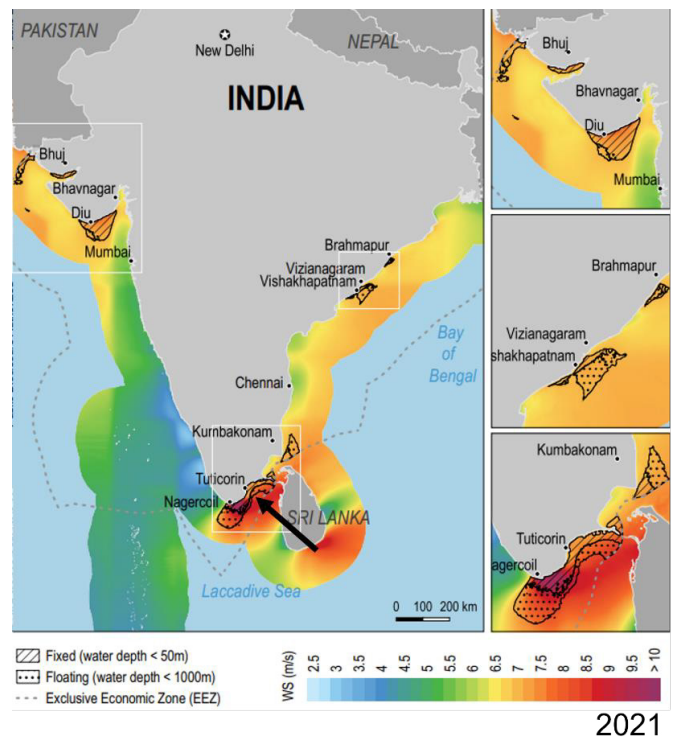 PAKISTAN
NEPAL
New Delhi
INDIA
Bhuj
Bhavnagar
Diu
Mumbai
Brahmapur
Vizianagaram
Vishakhapatnam
Bay
of
Bengal
Chennai
Kurnbakonam
Tuticorin
Nagercoil
SRI LANKA
Laccadive Sea
0 100 200 km
Bhuj
Bhavnagar
Diu
Mumbai
Brahmapur
Vizianagaram
shakhapatnam
Kumbakonam
Tuticorin
agercoil
Fixed (water depth < 50m)
Floating (water depth < 1000m)
Exclusive Economic Zone (EEZ)
WS (m/s)
2.5 3 3.5 4 4.5 5 5.5 6 6.5 7 7.5 8 8.5 9 9.5 > 10
2021